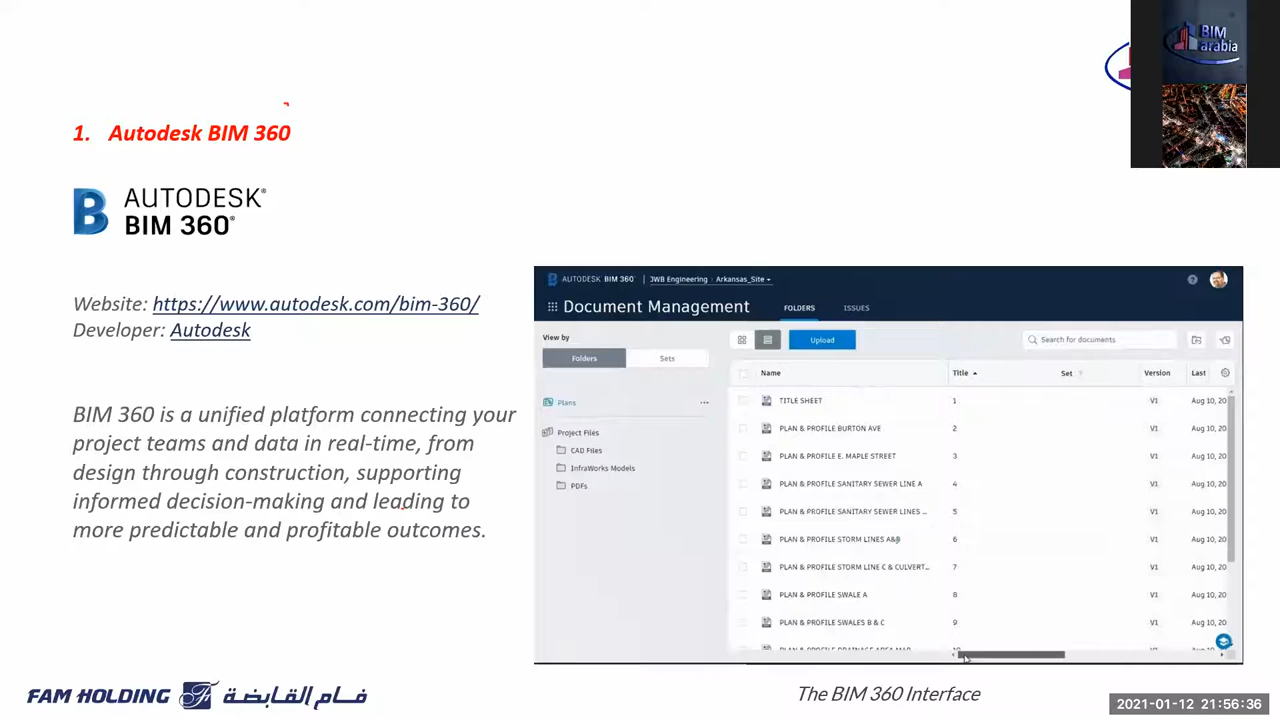 BIM
arabia
1. Autodesk BIM 360
AUTODESK®
BIM 360®
Website: https://www.autodesk.com/bim-360/
Developer: Autodesk
BIM 360 is a unified platform connecting your
project teams and data in real-time, from
design through construction, supporting
informed decision-making and leading to
more predictable and profitable outcomes.
AUTODESK® BIM 360™ JWB Engineering › Arkansas_Site
Document Management FOLDERS ISSUES
View by
Folders Sets
Plans
Project Files
CAD Files
InfraWorks Models
PDFs
Upload Search for documents
Name Title Set Version Last
TITLE SHEET 1 V1 Aug 10, 20
PLAN & PROFILE BURTON AVE 2 V1 Aug 10, 20
PLAN & PROFILE E. MAPLE STREET 3 V1 Aug 10, 20
PLAN & PROFILE SANITARY SEWER LINE A 4 V1 Aug 10, 20
PLAN & PROFILE SANITARY SEWER LINES ... 5 V1 Aug 10, 20
PLAN & PROFILE STORM LINES A&B 6 V1 Aug 10, 20
PLAN & PROFILE STORM LINE C & CULVERT... 7 V1 Aug 10, 20
PLAN & PROFILE SWALE A 8 V1 Aug 10, 20
PLAN & PROFILE SWALES B & C 9 V1 Aug 10, 20
PLAN & PROFILE DRAINAGE AREA MAP 10
FAM HOLDING فام القابضة
The BIM 360 Interface
2021-01-12 21:56:36